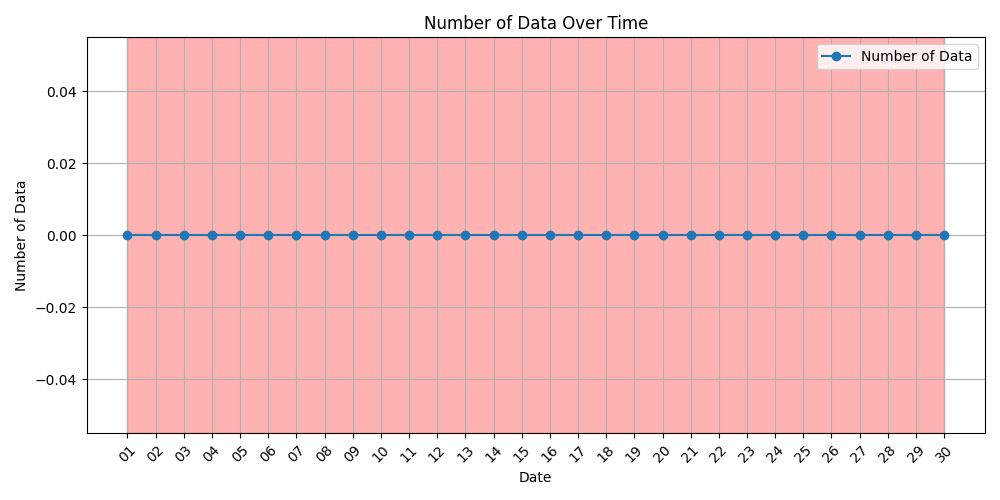 Number of Data Over Time
Number of Data
Number of Data
0.04
0.02
0.00
−0.02
−0.04
01 02 03 04 05 06 07 08 09 10 11 12 13 14 15 16 17 18 19 20 21 22 23 24 25 26 27 28 29 30
Date